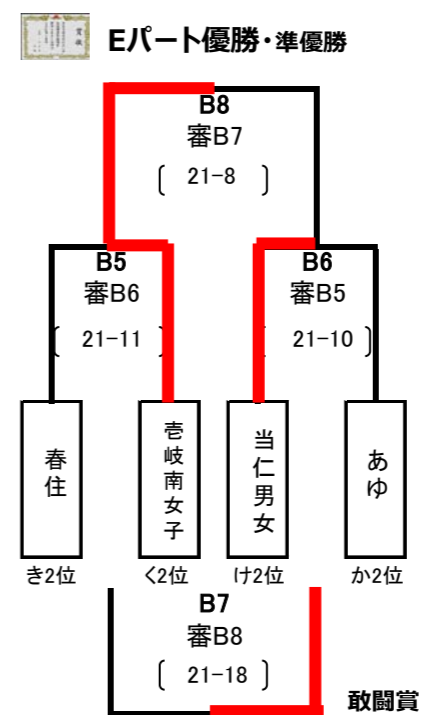 賞状
Eパート優勝・準優勝
B8
審B7
〔 21-8 〕
B5 B6
審B6 審B5
〔 21-11 〕 〔 21-10 〕
春住 壱岐南女子 当仁男女 あゆ
き2位 く2位 け2位 か2位
B7
審B8
〔 21-18 〕
敢闘賞